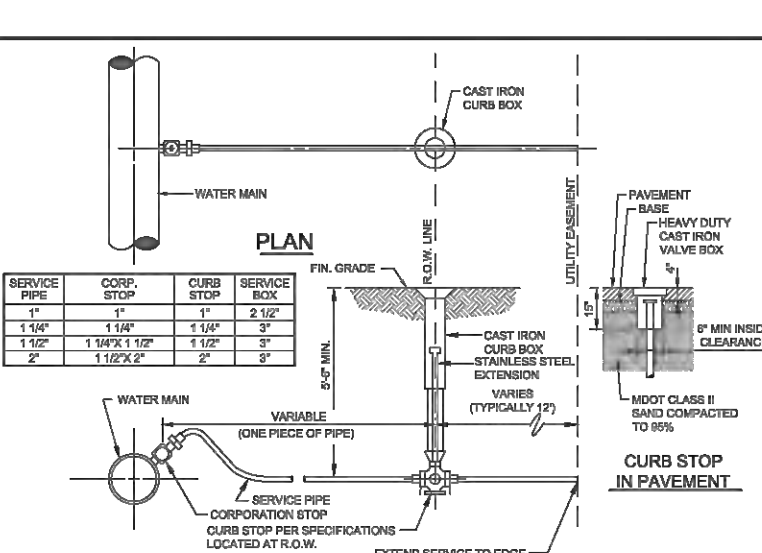 CAST IRON
CURB BOX
WATER MAIN
PLAN
R.O.W. LINE
UTILITY EASEMENT
PAVEMENT
BASE
HEAVY DUTY
CAST IRON
VALVE BOX
4"
15"
6" MIN INSID
CLEARANC
MDOT CLASS II
SAND COMPACTED
TO 95%
CURB STOP
IN PAVEMENT
SERVICE PIPE CORP. STOP CURB STOP SERVICE BOX
1" 1" 1" 2 1/2"
1 1/4" 1 1/4" 1 1/4" 3"
1 1/2" 1 1/4"X 1 1/2" 1 1/2" 3"
2" 1 1/2"X 2" 2" 3"
FIN. GRADE
5'-6" MIN.
CAST IRON
CURB BOX
STAINLESS STEEL
EXTENSION
VARIES
(TYPICALLY 12')
WATER MAIN
VARIABLE
(ONE PIECE OF PIPE)
SERVICE PIPE
CORPORATION STOP
CURB STOP PER SPECIFICATIONS
LOCATED AT R.O.W.
EXTEND SERVICE TO EDGE